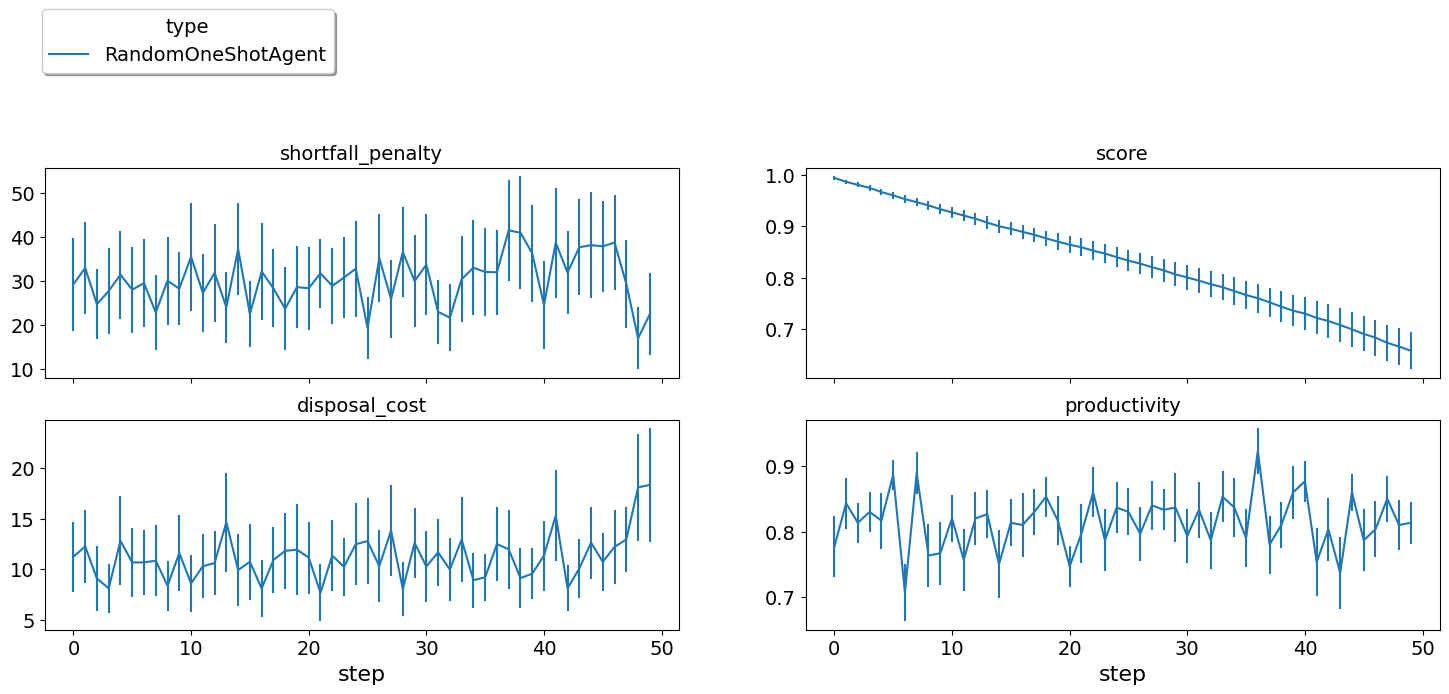 type
RandomOneShotAgent
shortfall_penalty
50
40
30
20
10
score
1.0
0.9
0.8
0.7
disposal_cost
20
15
10
5
0 10 20 30 40 50
step
productivity
0.9
0.8
0.7
0 10 20 30 40 50
step